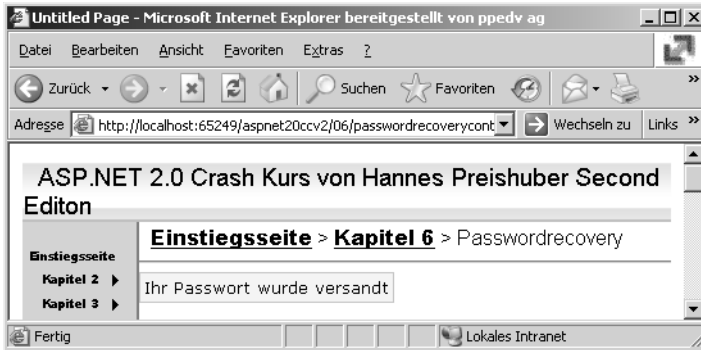 Untitled Page - Microsoft Internet Explorer bereitgestellt von ppedv ag
Datei Bearbeiten Ansicht Favoriten Extras ?
Zurück Suchen Favoriten »
Adresse http://localhost:65249/aspnet20ccv2/06/passwordrecoverycont Wechseln zu Links »
ASP.NET 2.0 Crash Kurs von Hannes Preishuber Second
Editon
Einstiegsseite > Kapitel 6 > Passwordrecovery
Einstiegsseite
Kapitel 2
Kapitel 3
Ihr Passwort wurde versandt
Fertig Lokales Intranet